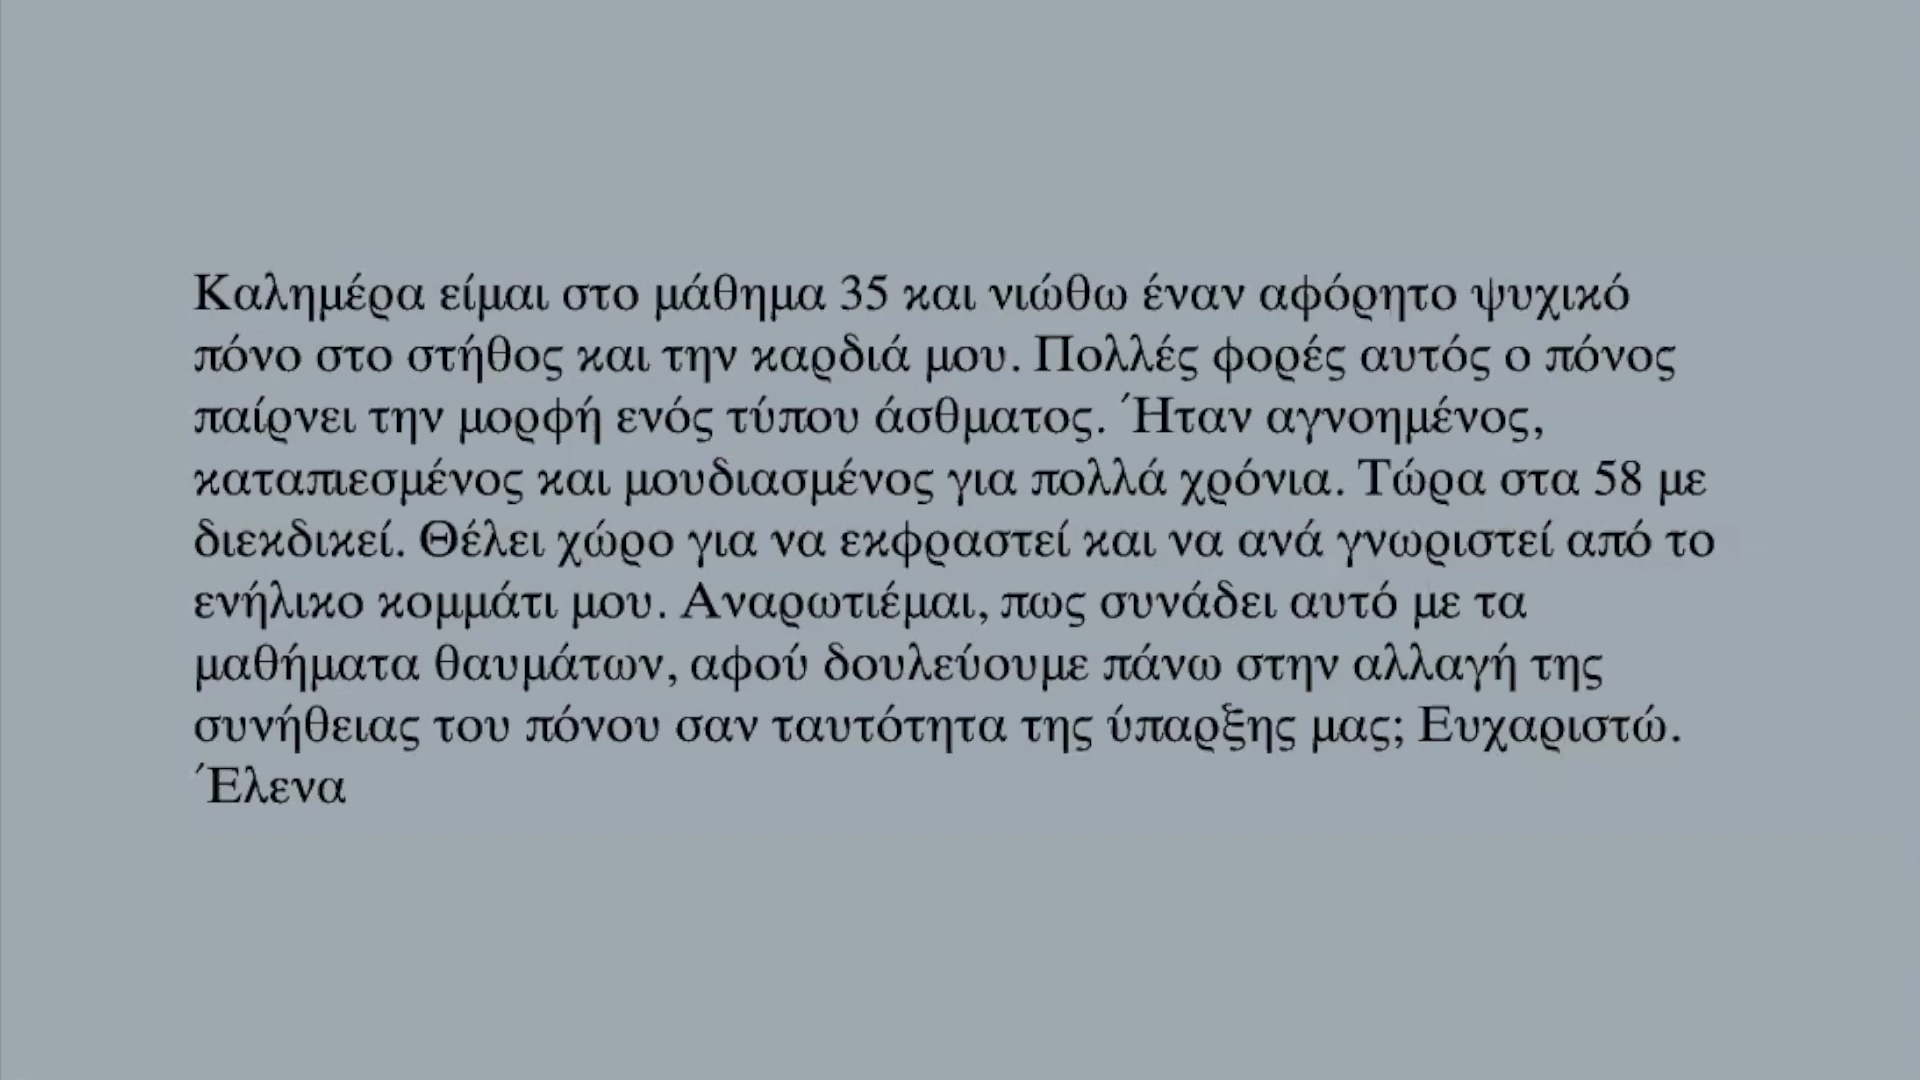 Καλημέρα είμαι στο μάθημα 35 και νιώθω έναν αφόρητο ψυχικό
πόνο στο στήθος και την καρδιά μου. Πολλές φορές αυτός ο πόνος
παίρνει την μορφή ενός τύπου άσθματος. Ήταν αγνοημένος,
καταπιεσμένος και μουδιασμένος για πολλά χρόνια. Τώρα στα 58 με
διεκδικεί. Θέλει χώρο για να εκφραστεί και να ανά γνωριστεί από το
ενήλικο κομμάτι μου. Αναρωτιέμαι, πως συνάδει αυτό με τα
μαθήματα θαυμάτων, αφού δουλεύουμε πάνω στην αλλαγή της
συνήθειας του πόνου σαν ταυτότητα της ύπαρξης μας; Ευχαριστώ.
Έλενα